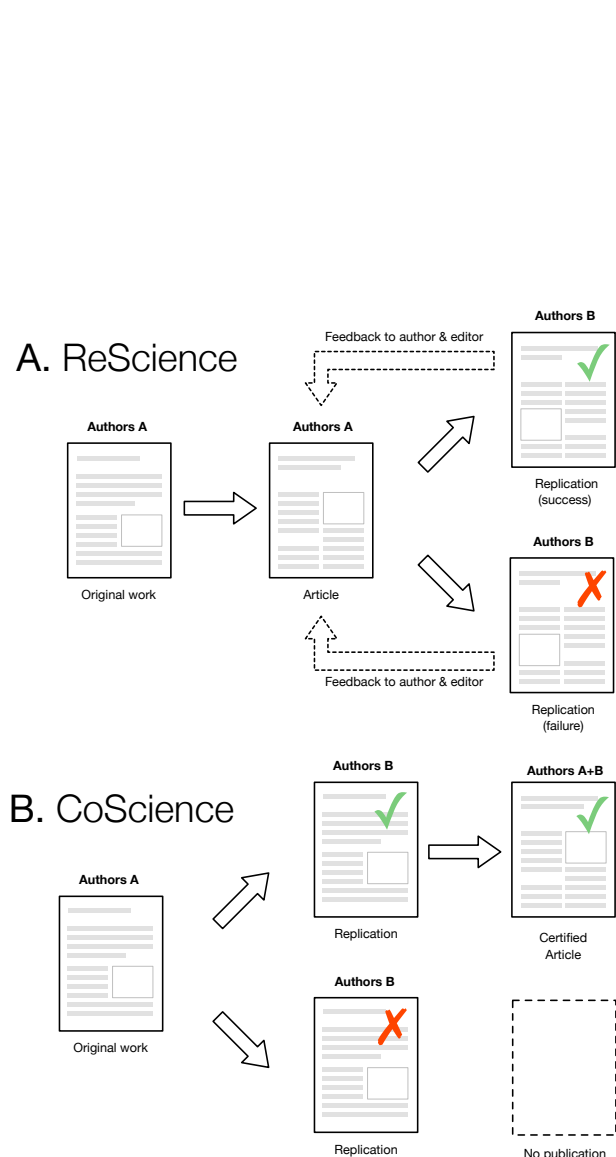 A. ReScience
Authors A
Original work
Authors A
Article
Feedback to author & editor
Authors B
Replication
(success)
Authors B
Replication
(failure)
Feedback to author & editor
B. CoScience
Authors A
Original work
Authors B
Replication
Authors A+B
Certified
Article
Authors B
Replication
No publication